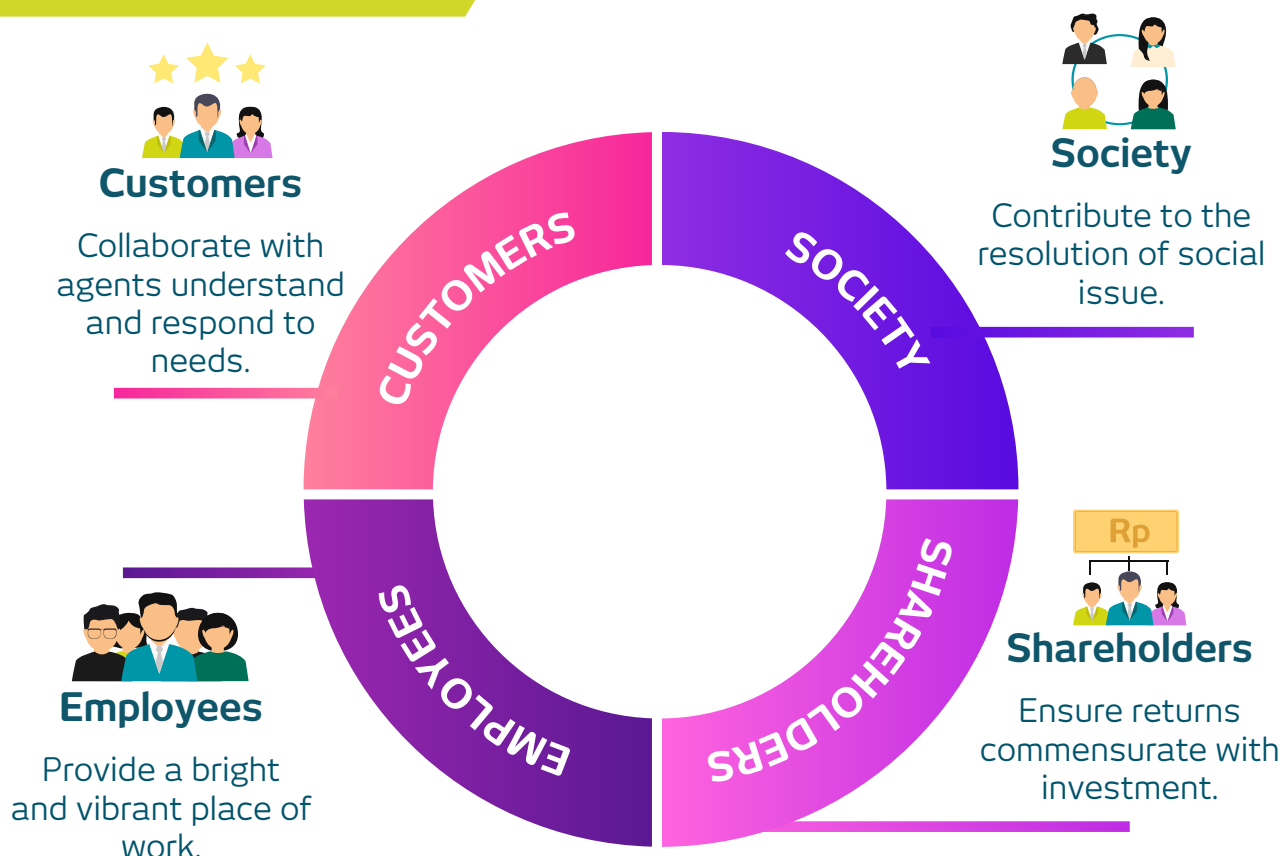 Customers
Collaborate with
agents understand
and respond to
needs.
Society
Contribute to the
resolution of social
issue.
CUSTOMERS
SOCIETY
EMPLOYEES
SHAREHOLDERS
Employees
Provide a bright
and vibrant place of
work.
Rp
Shareholders
Ensure returns
commensurate with
investment.